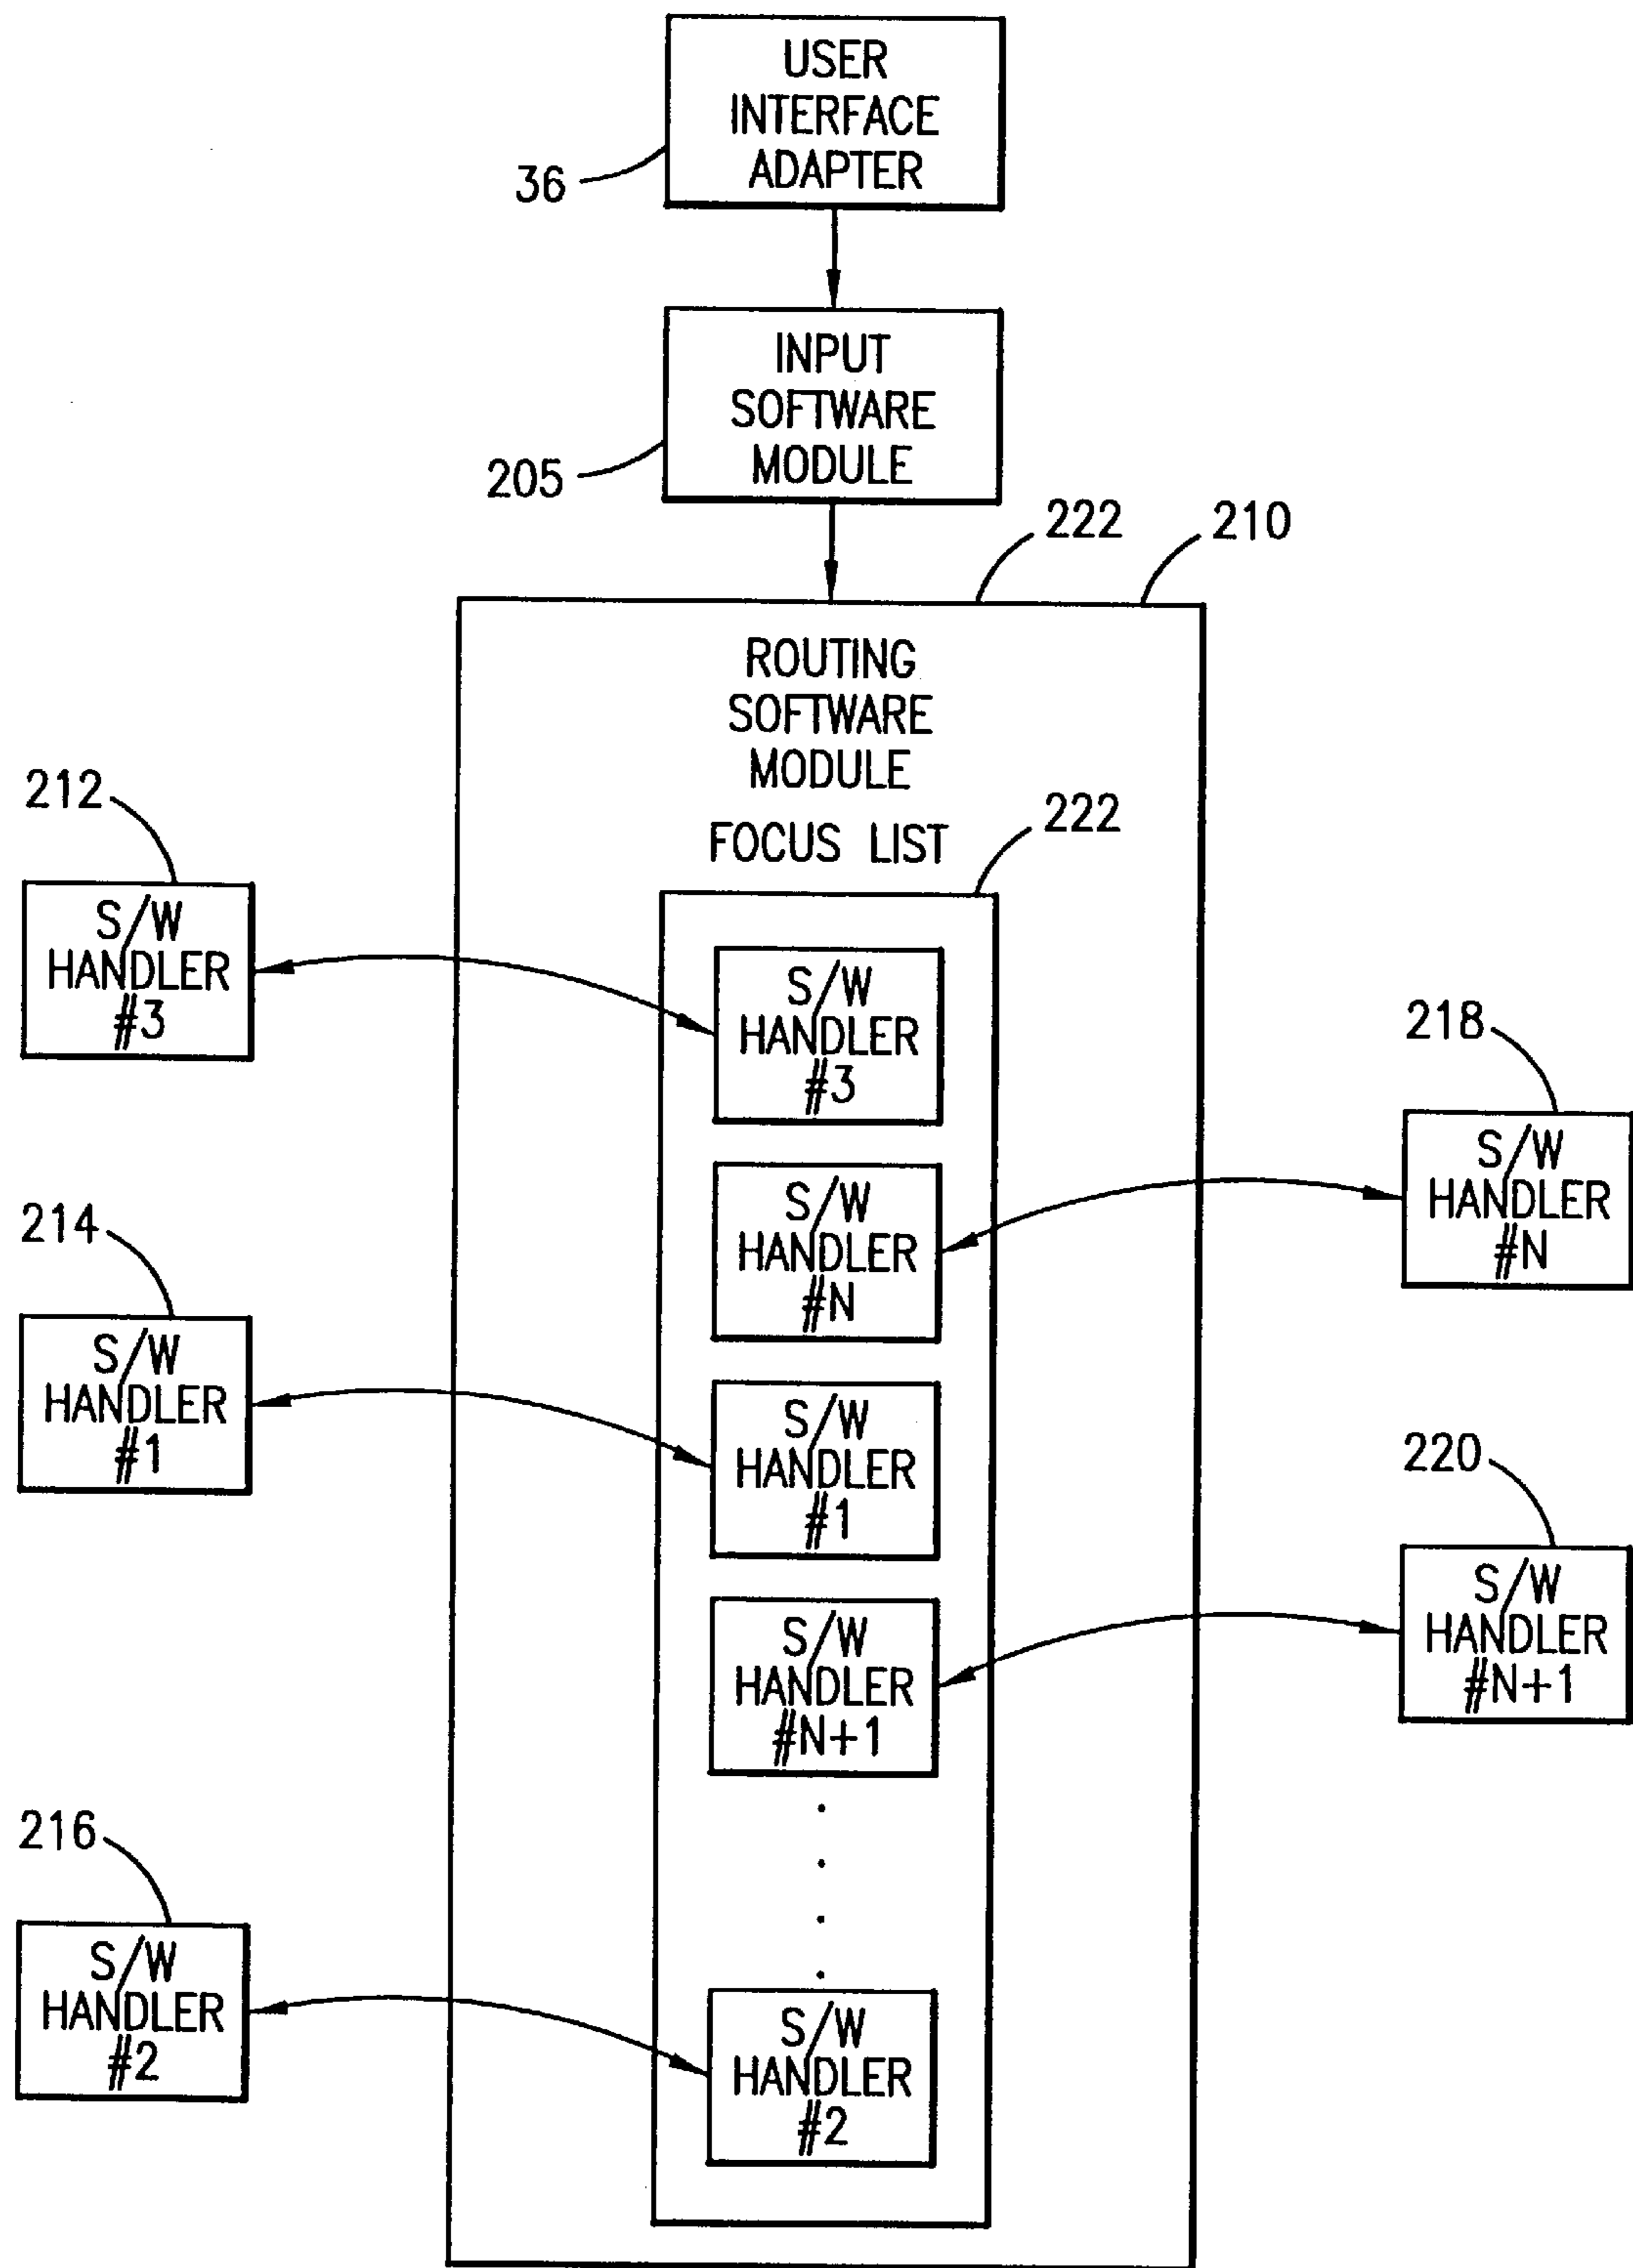 USER
INTERFACE
ADAPTER
36
INPUT
SOFTWARE
MODULE
205
222
210
ROUTING
SOFTWARE
MODULE
FOCUS LIST
222
212
S/W
HANDLER
#3
S/W
HANDLER
#3
218
S/W
HANDLER
#N
S/W
HANDLER
#N
214
S/W
HANDLER
#1
S/W
HANDLER
#1
220
S/W
HANDLER
#N+1
S/W
HANDLER
#N+1
216
S/W
HANDLER
#2
S/W
HANDLER
#2